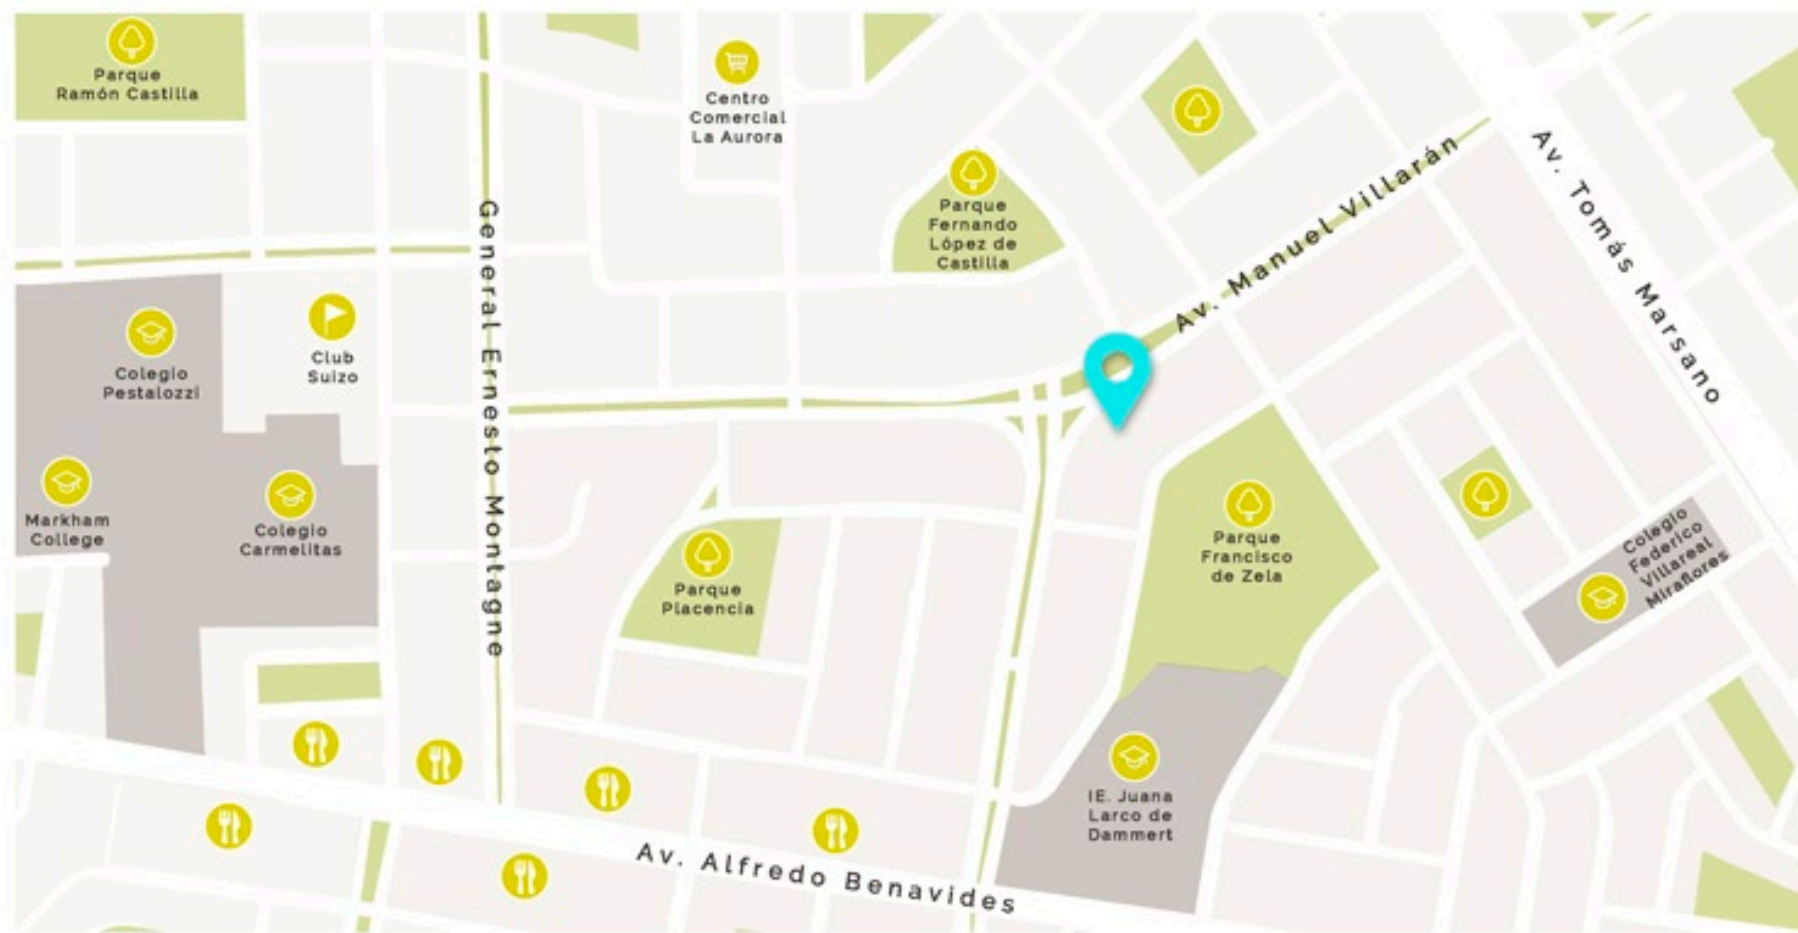 Parque
Ramón Castilla
Centro
Comercial
La Aurora
Parque
Fernando
López de
Castilla
Av. Manuel Villarán
Av. Tomás Marsano
General Ernesto Montagne
Colegio
Pestalozzi
Club
Suizo
Markham
College
Colegio
Carmelitas
Parque
Placencia
Parque
Francisco
de Zela
Colegio
Federico
Villareal
Miraflores
IE. Juana
Larco de
Dammert
Av. Alfredo Benavides